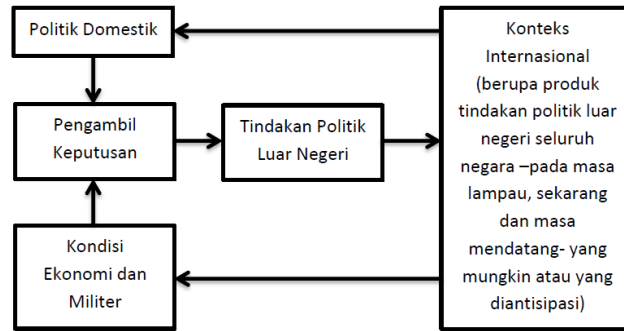 Politik Domestik
Pengambil
Keputusan
Tindakan Politik
Luar Negeri
Kondisi
Ekonomi dan
Militer
Konteks
Internasional
(berupa produk
tindakan politik luar
negeri seluruh
negara –pada masa
lampau, sekarang
dan masa
mendatang- yang
mungkin atau yang
diantisipasi)